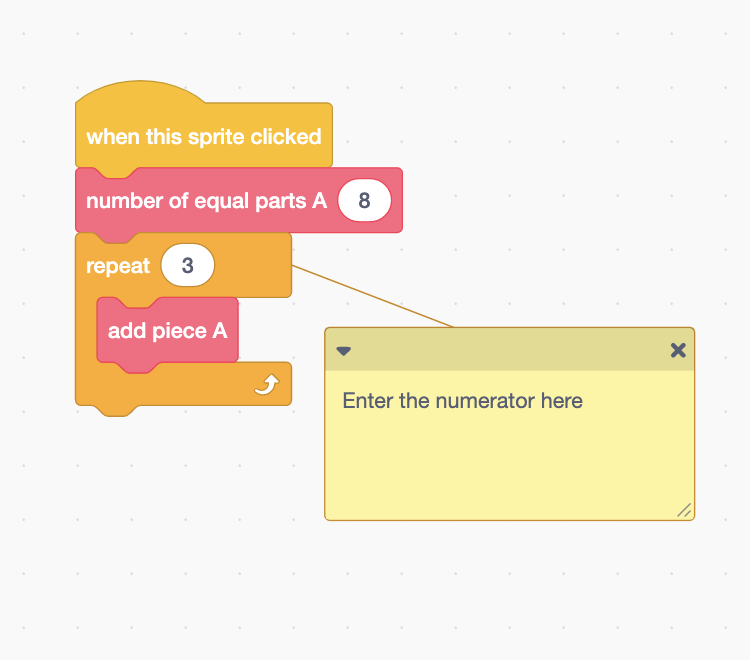 when this sprite clicked
number of equal parts A 8
repeat 3
add piece A
Enter the numerator here